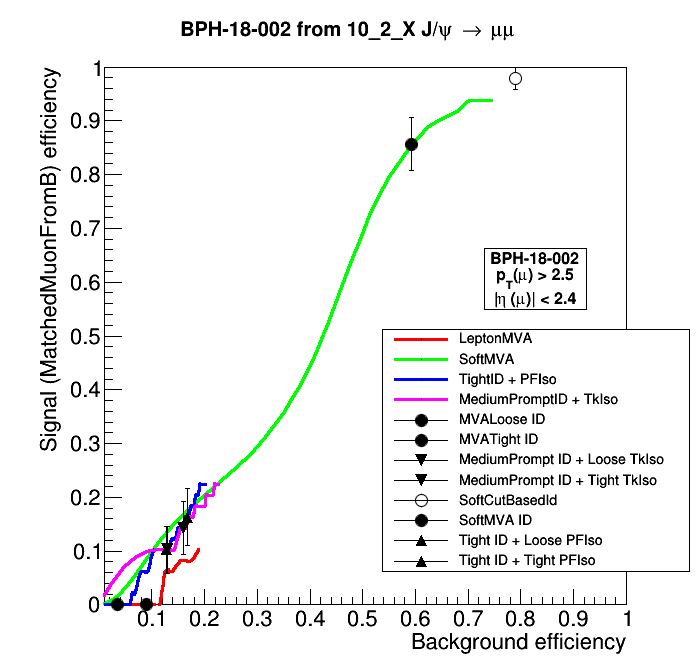 BPH-18-002 from 10_2_X J/ψ → μμ
Signal (MatchedMuonFromB) efficiency
1
0.9
0.8
0.7
0.6
0.5
0.4
0.3
0.2
0.1
0
BPH-18-002
pT(μ) > 2.5
|η (μ)| < 2.4
LeptonMVA
SoftMVA
TightID + PFIso
MediumPromptID + TkIso
MVALoose ID
MVATight ID
MediumPrompt ID + Loose TkIso
MediumPrompt ID + Tight TkIso
SoftCutBasedId
SoftMVA ID
Tight ID + Loose PFIso
Tight ID + Tight PFIso
0.1 0.2 0.3 0.4 0.5 0.6 0.7 0.8 0.9 1
Background efficiency